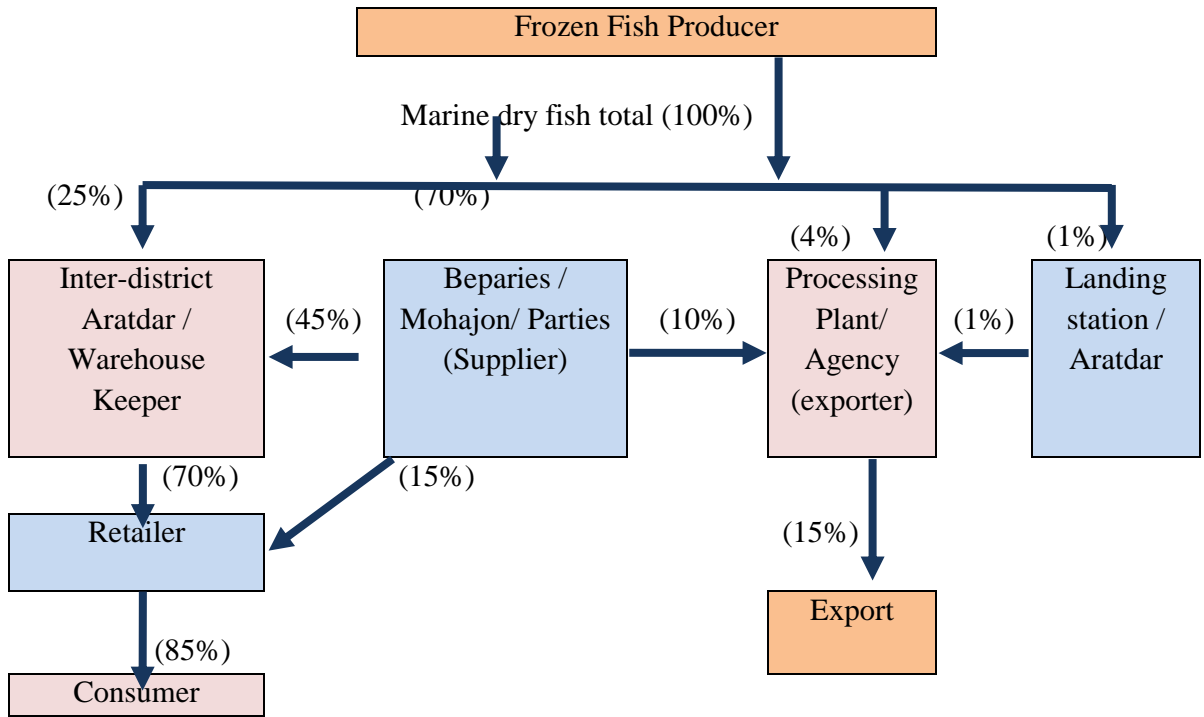 Frozen Fish Producer
Marine dry fish total (100%)
(25%)
(70%)
(4%)
(1%)
Inter-district
Aratdar /
Warehouse
Keeper
(45%)
Beparies /
Mohajon/ Parties
(Supplier)
(10%)
Processing
Plant/
Agency
(exporter)
(1%)
Landing
station /
Aratdar
(70%)
(15%)
Retailer
(15%)
Export
(85%)
Consumer